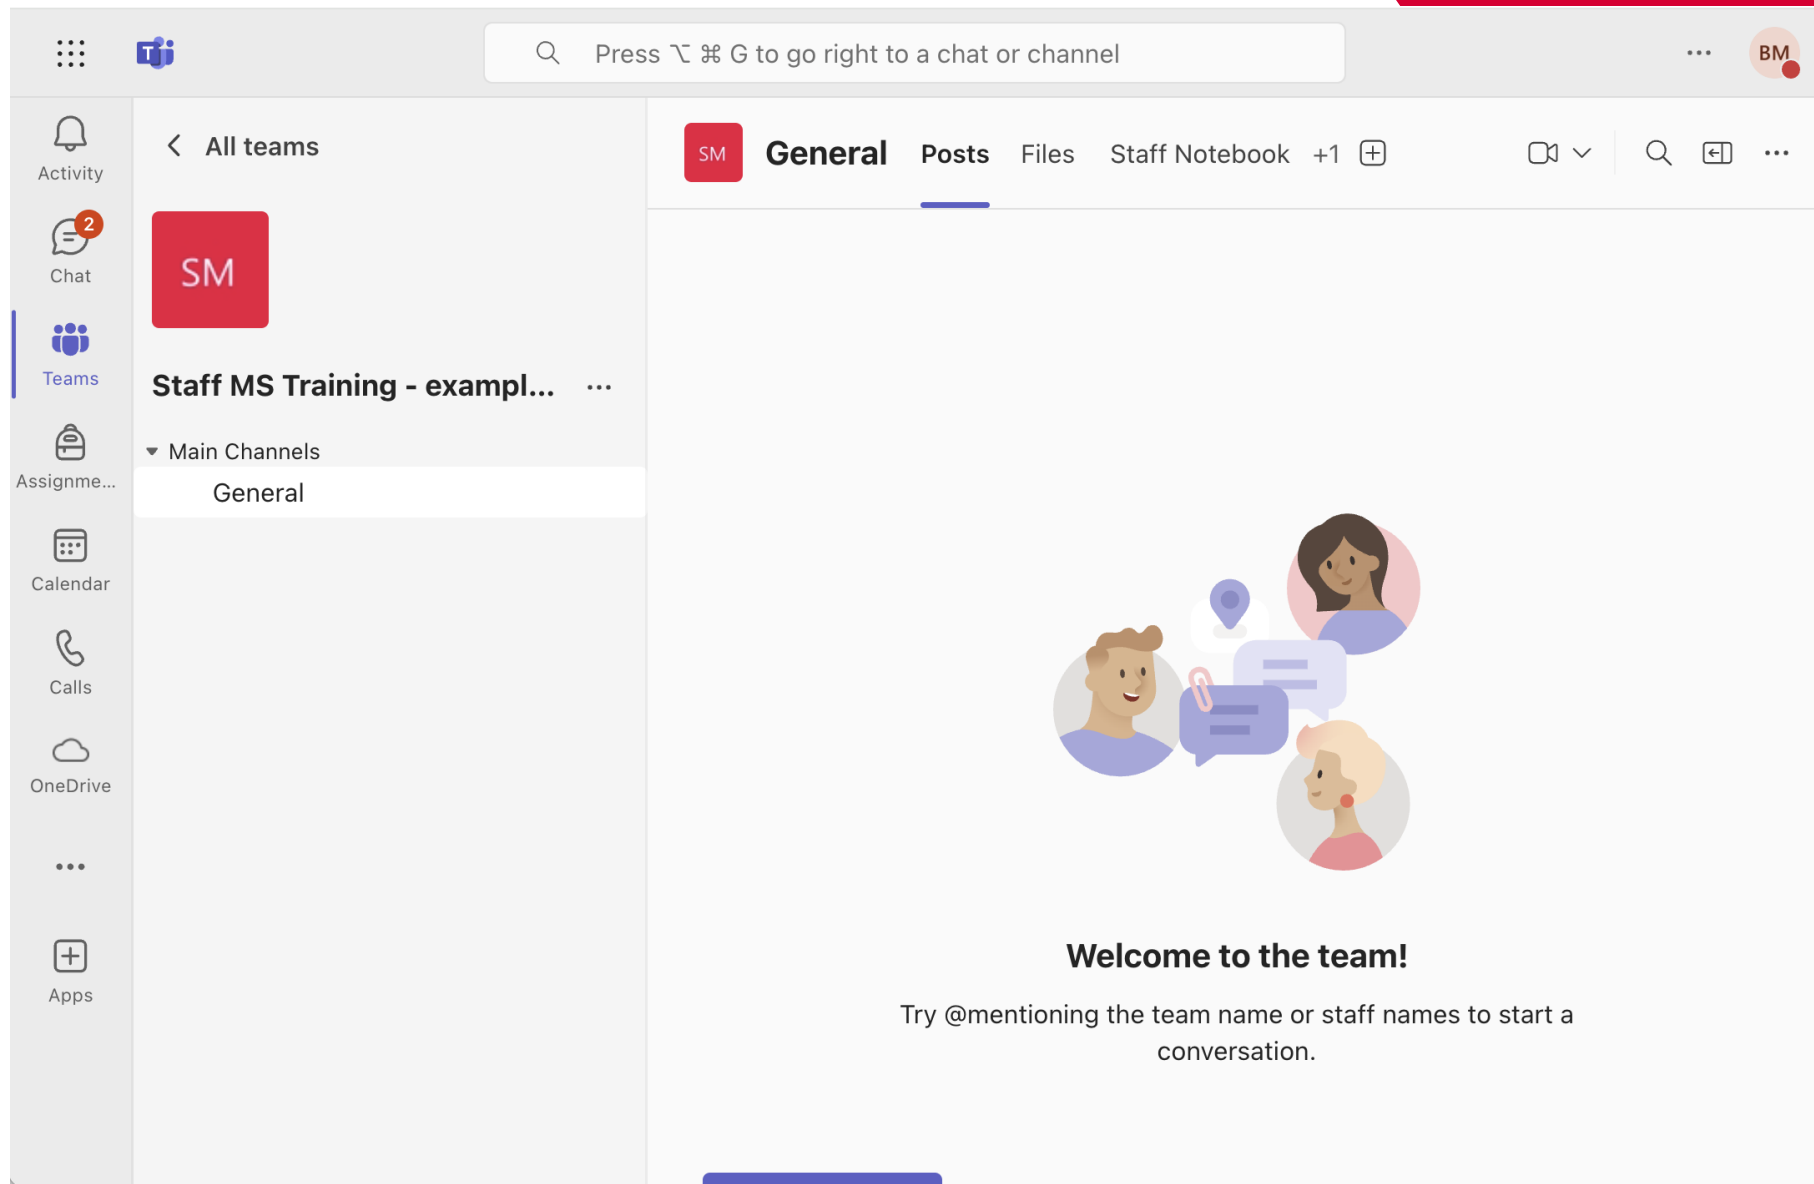 T
Press ⌥ ⌘ G to go right to a chat or channel
BM
Activity
2
Chat
Teams
Assignme...
Calendar
Calls
OneDrive
Apps
All teams
SM
Staff MS Training - exampl...
Main Channels
General
SM
General
Posts
Files
Staff Notebook
+1
Welcome to the team!
Try @mentioning the team name or staff names to start a
conversation.